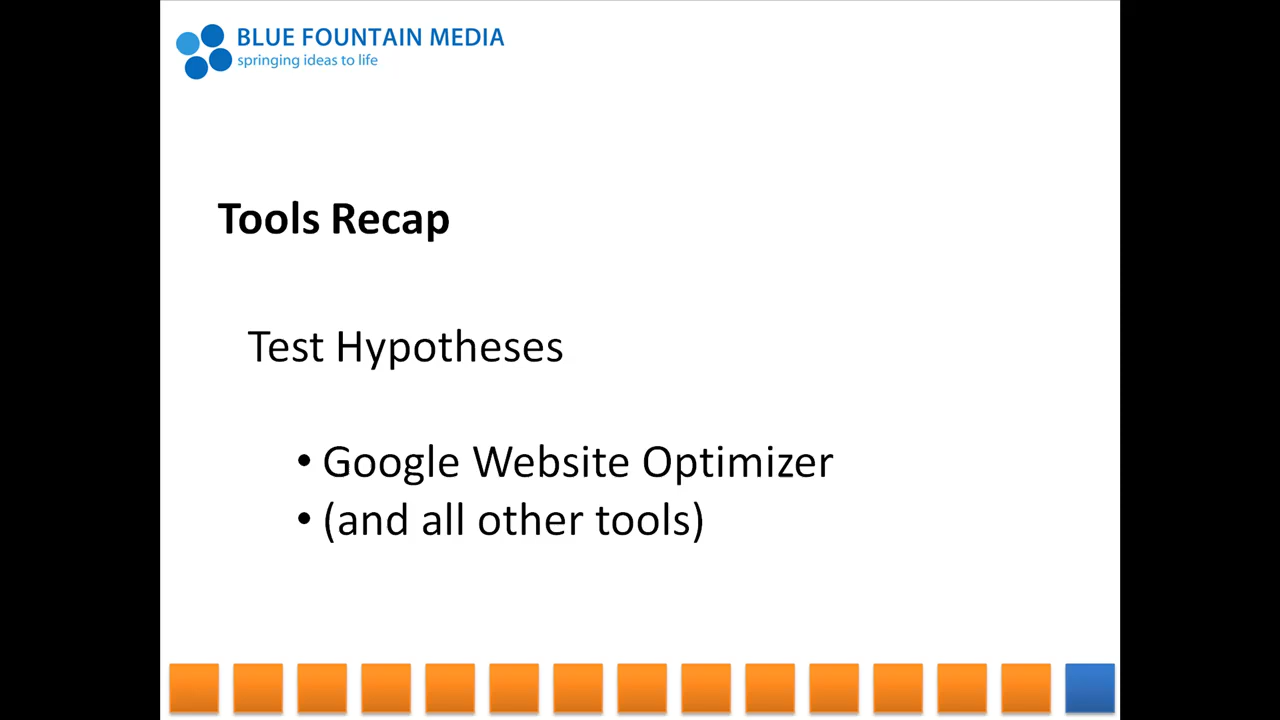 BLUE FOUNTAIN MEDIA
springing ideas to life
Tools Recap
Test Hypotheses
• Google Website Optimizer
• (and all other tools)